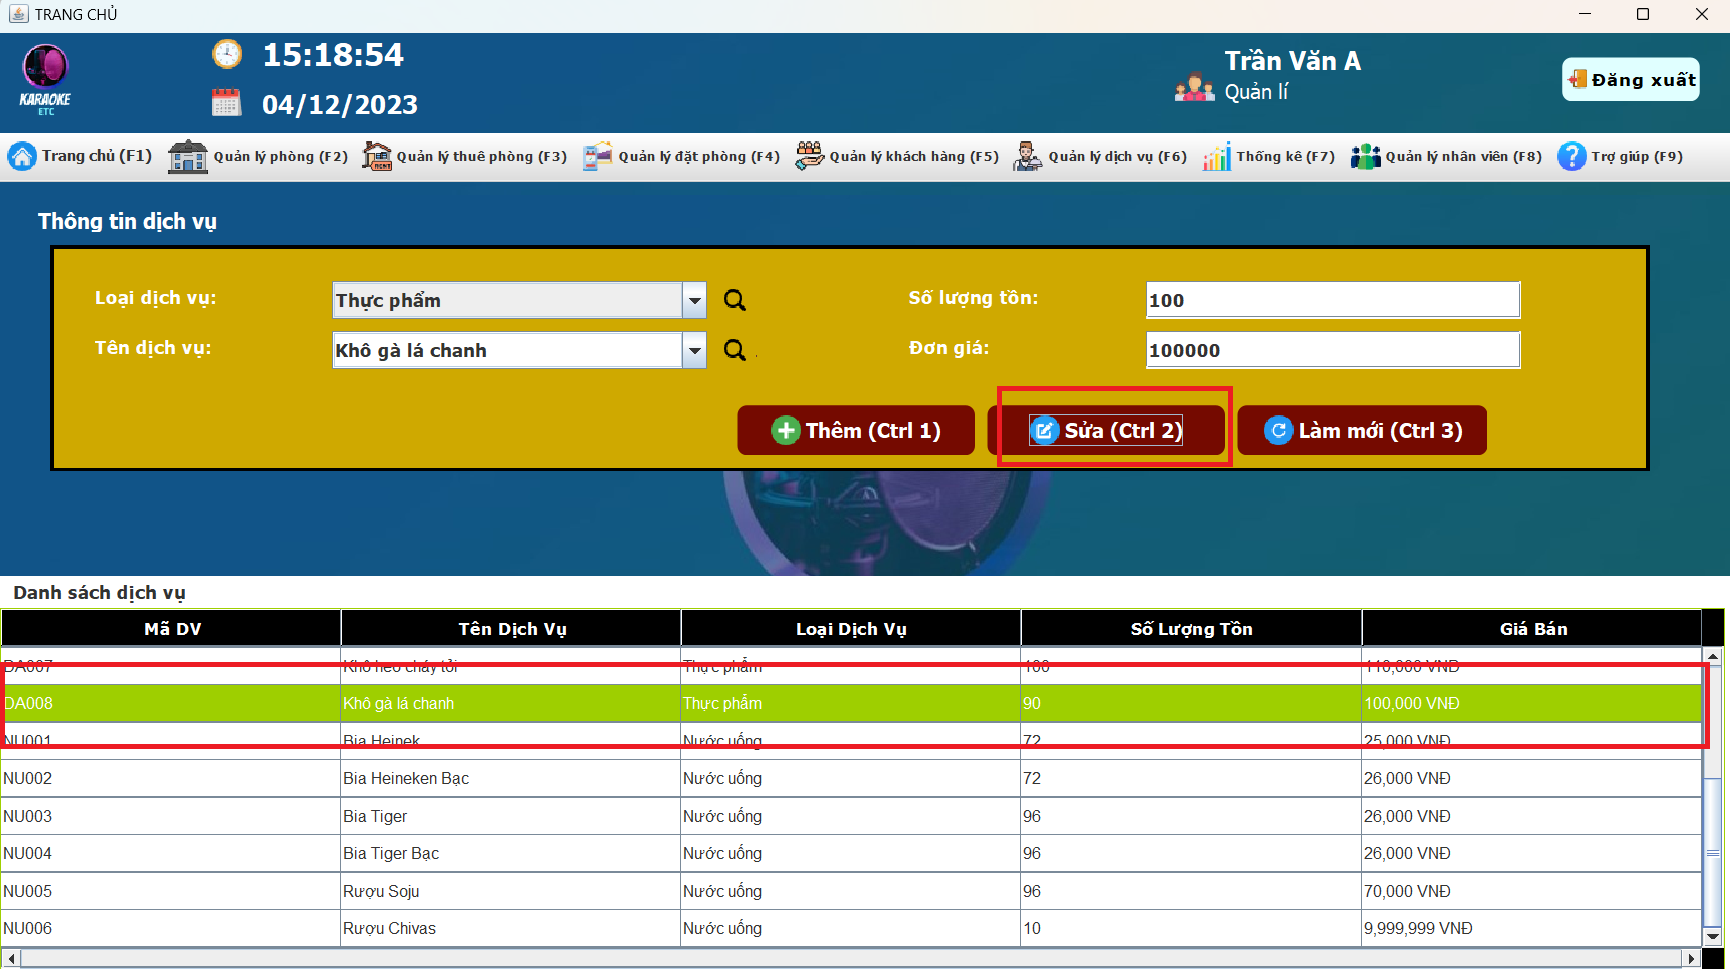 TRANG CHỦ
KARAOKE
ETC
15:18:54
04/12/2023
Trần Văn A
Quản lí
Đăng xuất
Trang chủ (F1) Quản lý phòng (F2) Quản lý thuê phòng (F3) Quản lý đặt phòng (F4) Quản lý khách hàng (F5) Quản lý dịch vụ (F6) Thống kê (F7) Quản lý nhân viên (F8) Trợ giúp (F9)
Thông tin dịch vụ
Loại dịch vụ: Thực phẩm Số lượng tồn: 100
Tên dịch vụ: Khô gà lá chanh Đơn giá: 100000
Thêm (Ctrl 1) Sửa (Ctrl 2) Làm mới (Ctrl 3)
Danh sách dịch vụ
Mã DV Tên Dịch Vụ Loại Dịch Vụ Số Lượng Tồn Giá Bán
DA007 Khô heo cháy tỏi Thực phẩm 100 110,000 VNĐ
DA008 Khô gà lá chanh Thực phẩm 90 100,000 VNĐ
NU001 Bia Heinek Nước uống 72 25,000 VNĐ
NU002 Bia Heineken Bạc Nước uống 72 26,000 VNĐ
NU003 Bia Tiger Nước uống 96 26,000 VNĐ
NU004 Bia Tiger Bạc Nước uống 96 26,000 VNĐ
NU005 Rượu Soju Nước uống 96 70,000 VNĐ
NU006 Rượu Chivas Nước uống 10 9,999,999 VNĐ